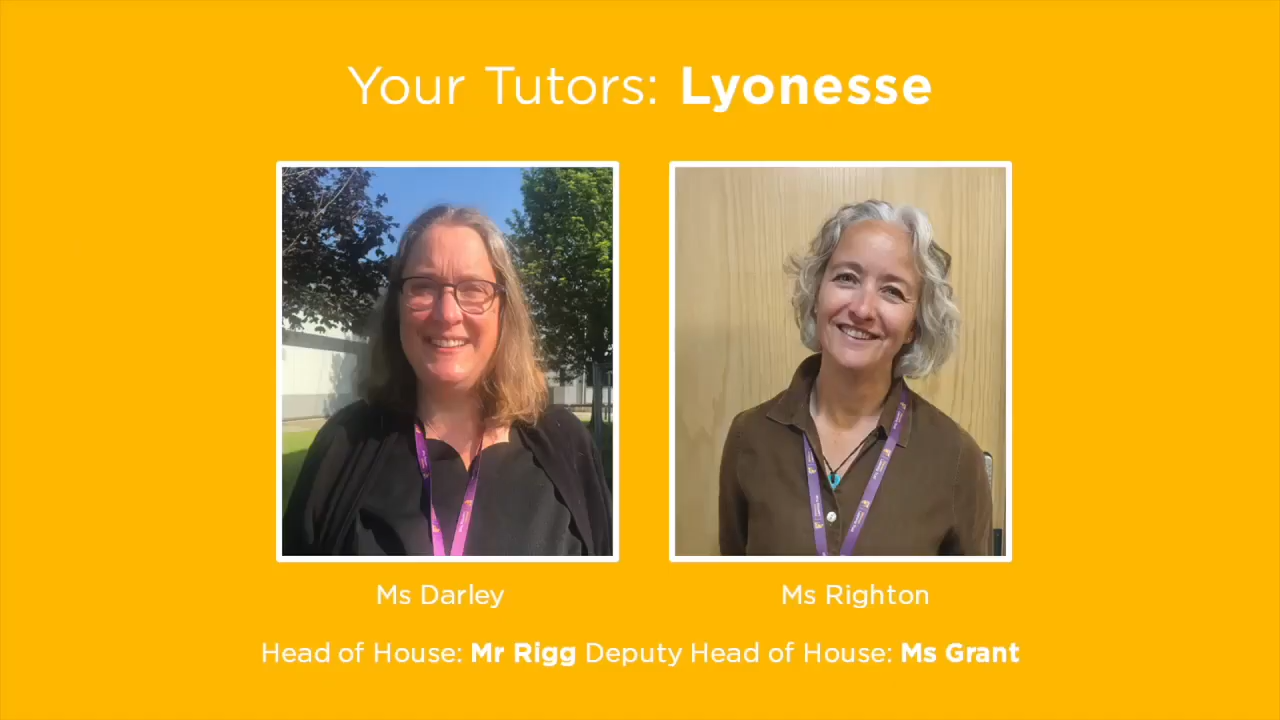 Your Tutors: Lyonesse
Ms Darley
Ms Righton
Head of House: Mr Rigg Deputy Head of House: Ms Grant